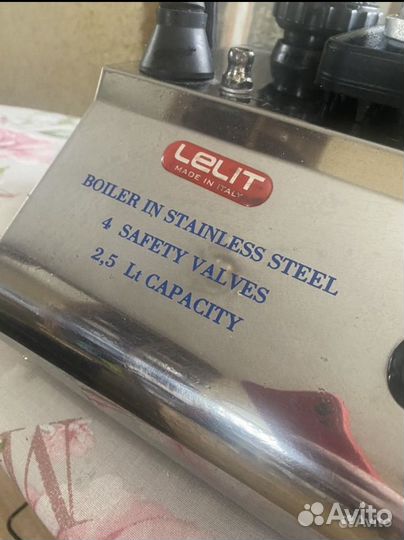 LELIT
MADE IN ITALY
BOILER IN STAINLESS STEEL
4 SAFETY VALVES
2,5 Lt CAPACITY
W
Avito